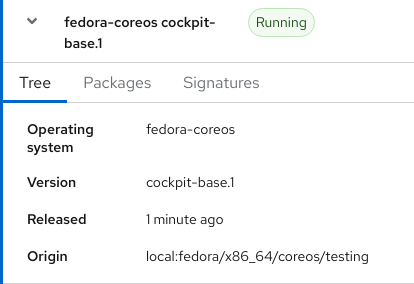 fedora-coreos cockpit- Running
base.1
Tree Packages Signatures
Operating fedora-coreos
system
Version cockpit-base.1
Released 1 minute ago
Origin local:fedora/x86_64/coreos/testing